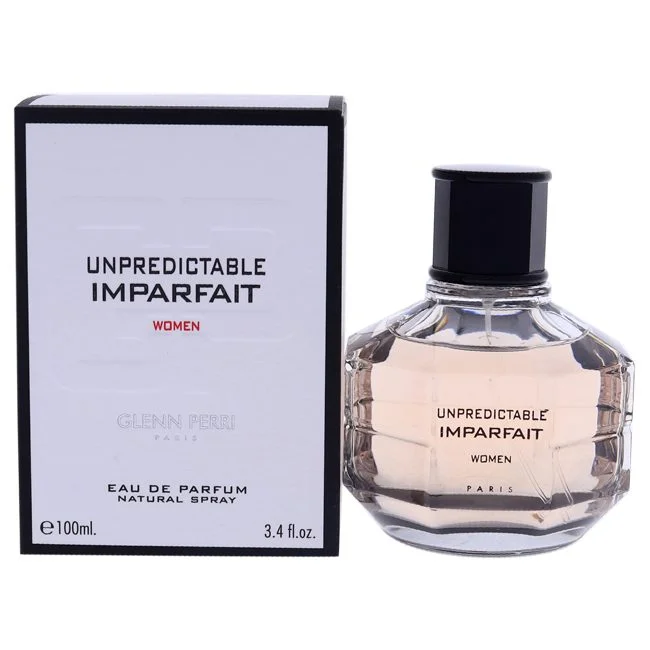 UNPREDICTABLE
IMPARFAIT
WOMEN
GLENN PERRI
PARIS
EAU DE PARFUM
NATURAL SPRAY
℮100ml.
3.4 fl.oz.
UNPREDICTABLE
IMPARFAIT
WOMEN
PARIS